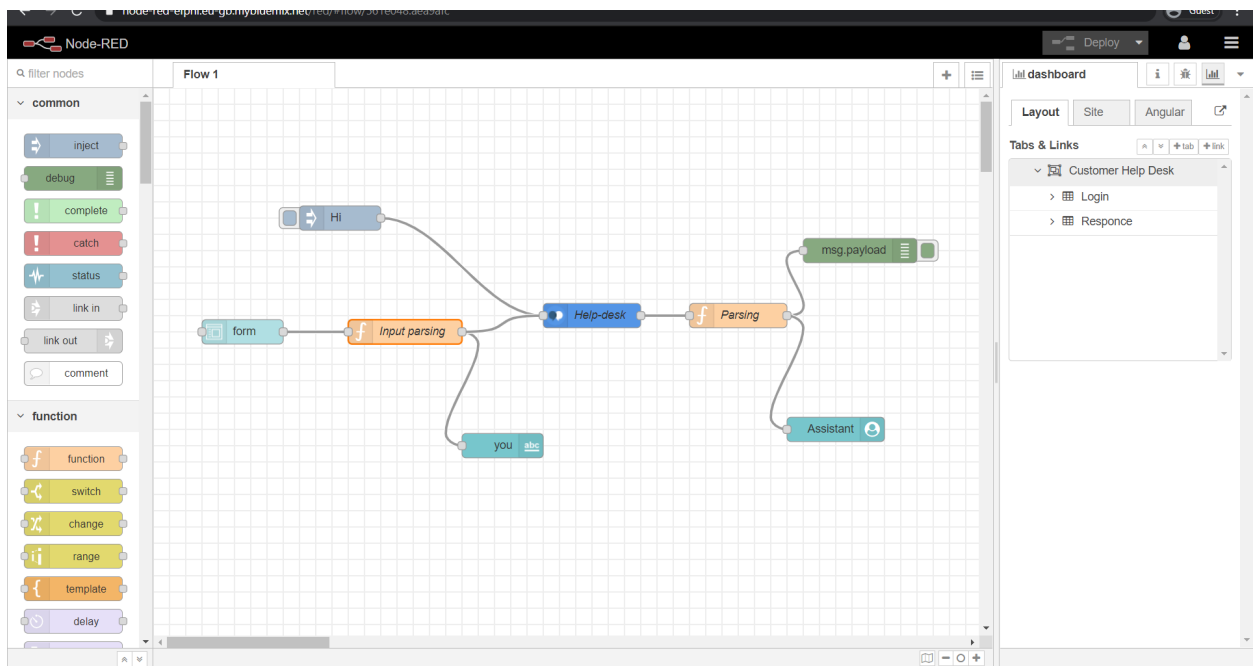 Guest
Node-RED
Deploy
filter nodes
Flow 1
dashboard
i
common
Layout
Site
Angular
Tabs & Links
+tab
+link
inject
Customer Help Desk
debug
Login
complete
Hi
Responce
catch
msg.payload
status
link in
Help-desk
f
Parsing
form
f
Input parsing
link out
comment
Assistant
function
you
abc
f
function
switch
change
range
template
delay